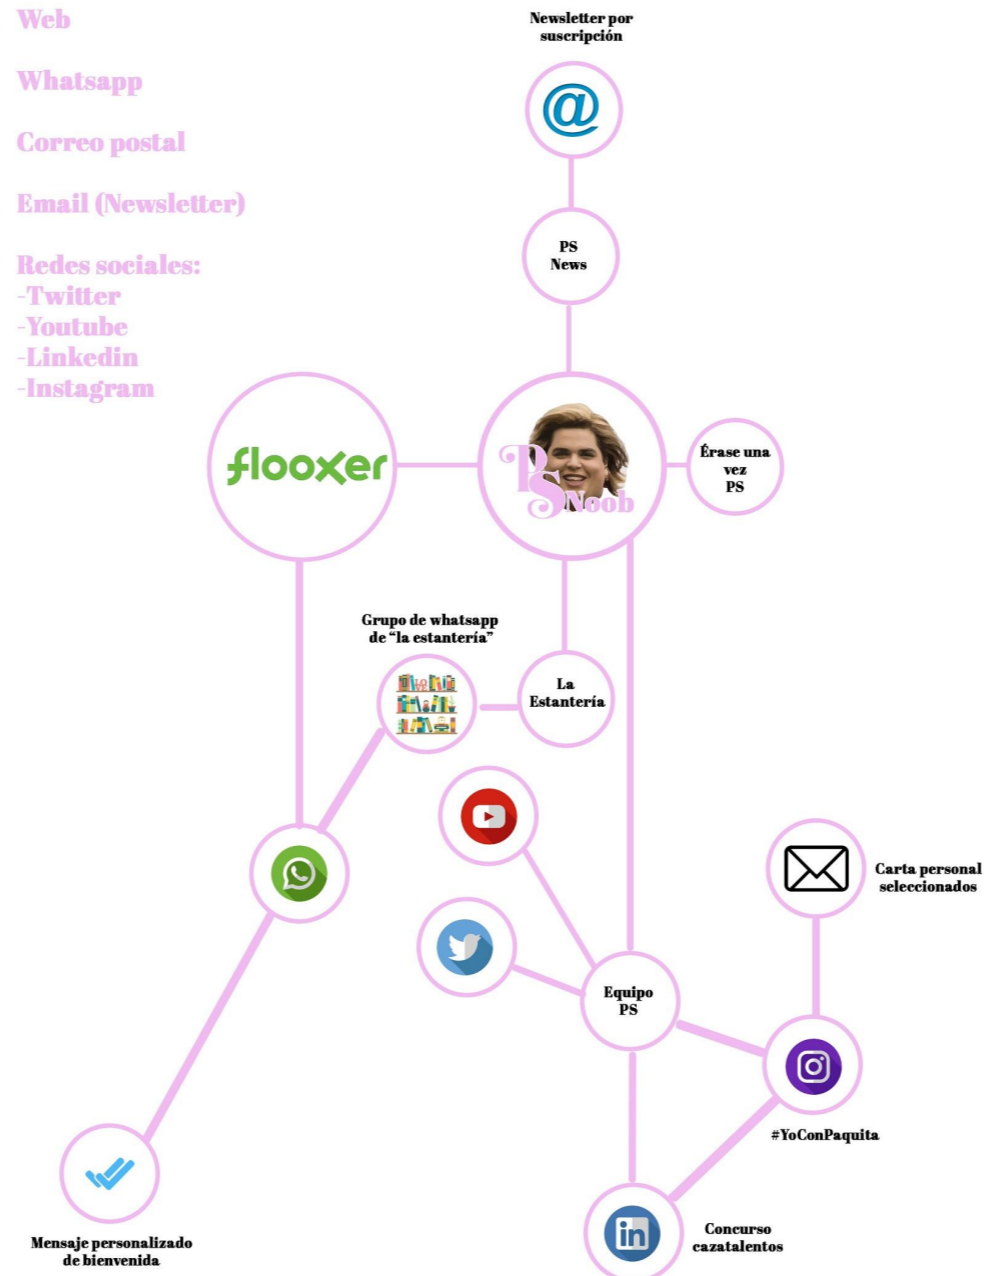 Web
Whatsapp
Correo postal
Email (Newsletter)
Redes sociales:
-Twitter
-Youtube
-Linkedin
-Instagram
Newsletter por
suscripción
@
PS
News
flooxer
PS
Noob
Érase una
vez
PS
Grupo de whatsapp
de “la estantería”
La
Estantería
Carta personal
seleccionados
Equipo
PS
#YoConPaquita
in
Concurso
cazatalentos
Mensaje personalizado
de bienvenida